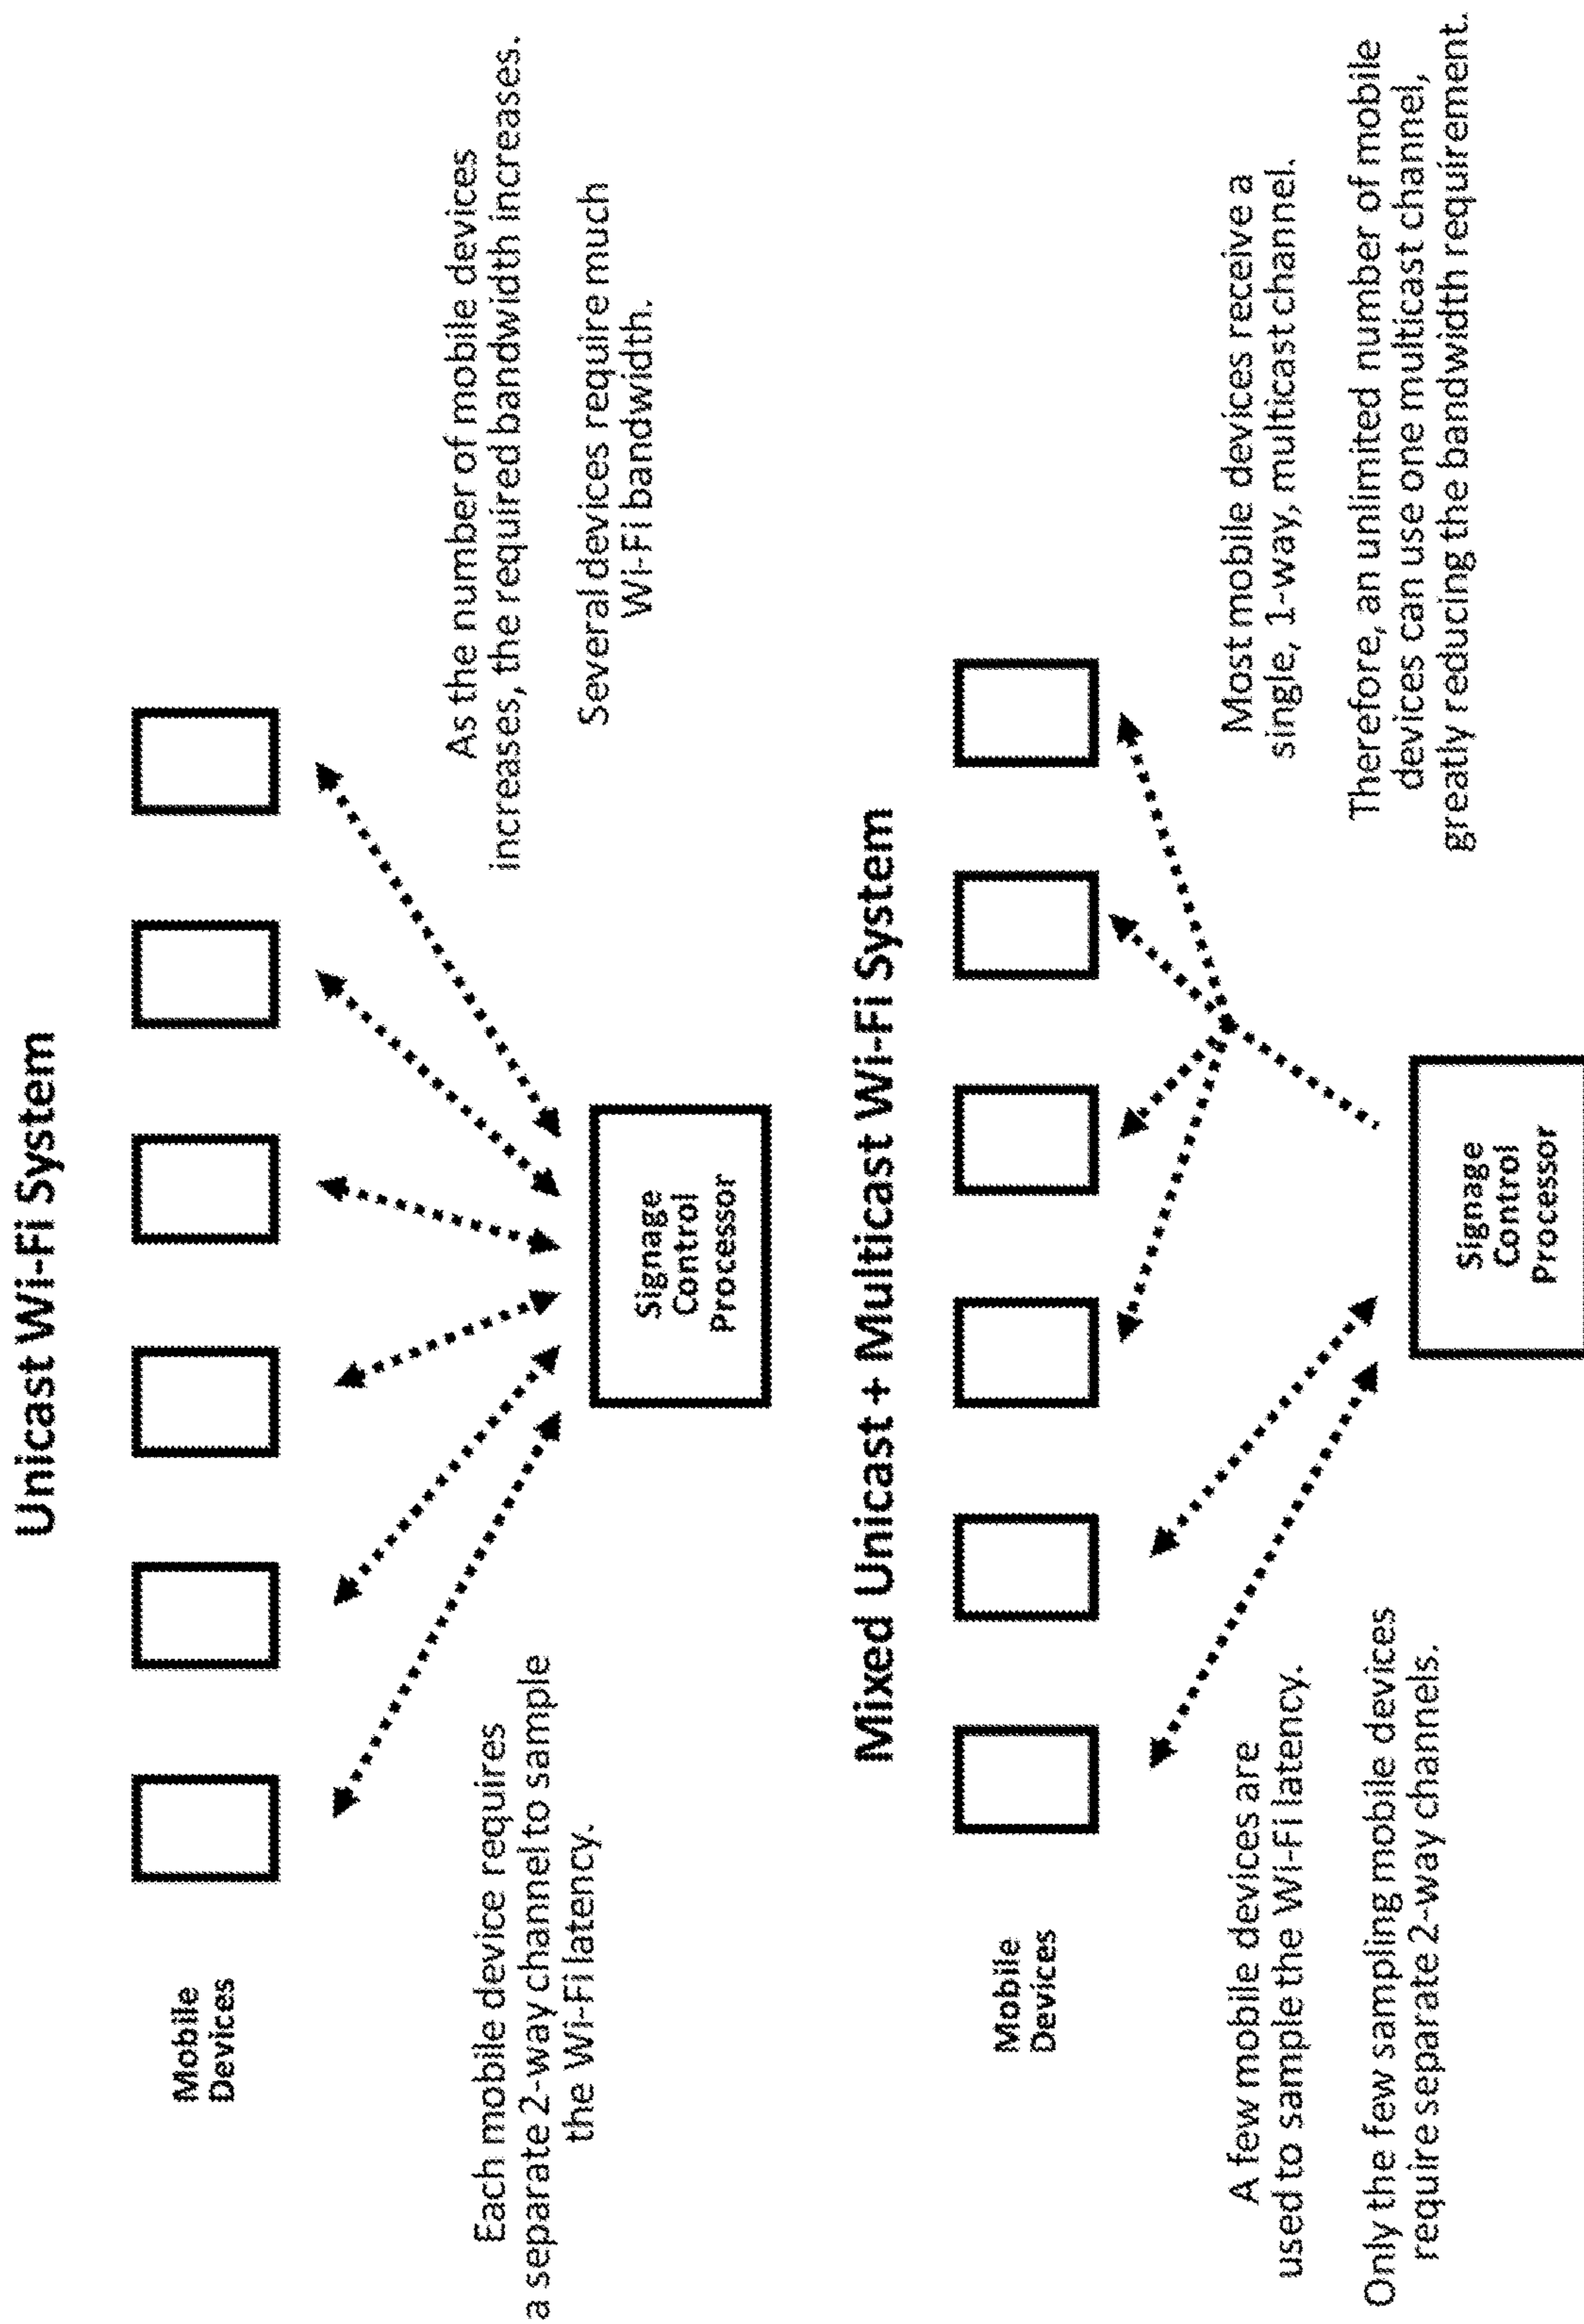 Unicast Wi-Fi System
Mobile
Devices
Each mobile device requires
a separate 2-way channel to sample
the Wi-Fi latency.
Signage
Control
Processor
As the number of mobile devices
increases, the required bandwidth increases.
Several devices require much
Wi-Fi bandwidth.
Mixed Unicast + Multicast Wi-Fi System
Mobile
Devices
A few mobile devices are
used to sample the Wi-Fi latency.
Only the few sampling mobile devices
require separate 2-way channels.
Signage
Control
Processor
Most mobile devices receive a
single, 1-way, multicast channel.
Therefore, an unlimited number of mobile
devices can use one multicast channel,
greatly reducing the bandwidth requirement.